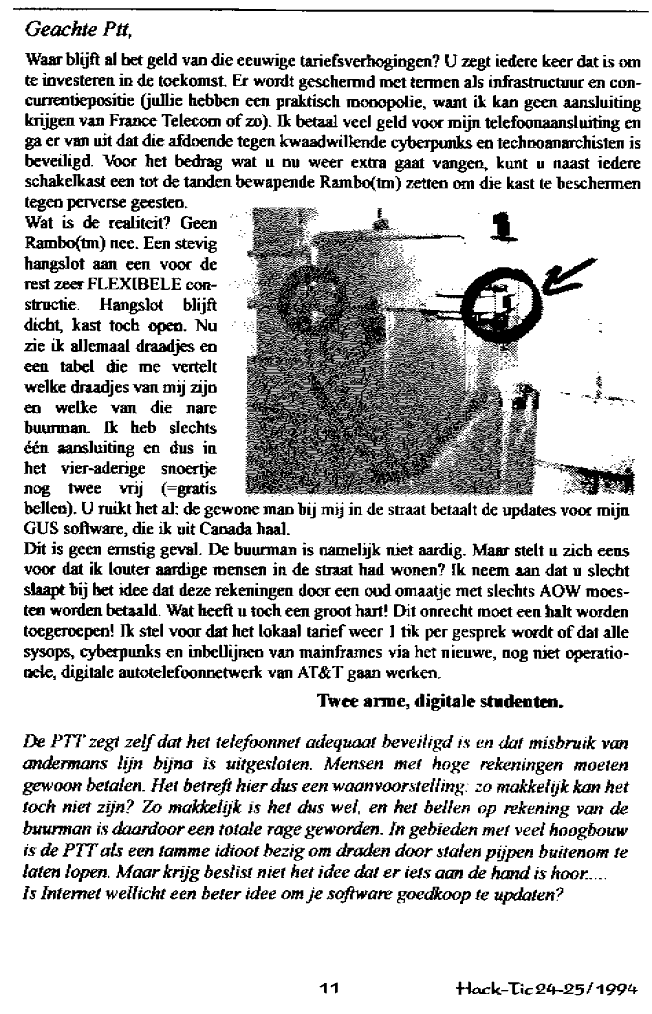 Geachte Ptt,
Waar blijft al het geld van die eeuwige tariefsverhogingen? U zegt iedere keer dat is om
te investeren in de toekomst. Er wordt geschermd met termen als infrastructuur en con-
currentiepositie (jullie hebben een praktisch monopolie, want ik kan geen aansluiting
krijgen van France Telecom of zo). Ik betaal veel geld voor mijn telefoonaansluiting en
ga er van uit dat die afdoende tegen kwaadwillende cyberpunks en technoanarchisten is
beveiligd. Voor het bedrag wat u nu weer extra gaat vangen, kunt u naast iedere
schakelkast een tot de tanden bewapende Rambo(tm) zetten om die kast te beschermen
tegen perverse geesten.
Wat is de realiteit? Geen
Rambo(tm) nee. Een stevig
hangslot aan een voor de
rest zeer FLEXIBELE con-
structie. Hangslot blijft
dicht, kast toch open. Nu
zie ik allemaal draadjes en
een tabel die me vertelt
welke draadjes van mij zijn
en welke van die nare
buurman. Ik heb slechts
één aansluiting en dus in
het vier-aderige snoertje
nog twee vrij (=gratis
bellen). U ruikt het al: de gewone man bij mij in de straat betaalt de updates voor mijn
GUS software, die ik uit Canada haal.
Dit is geen ernstig geval. De buurman is namelijk niet aardig. Maar stelt u zich eens
voor dat ik louter aardige mensen in de straat had wonen? Ik neem aan dat u slecht
slaapt bij het idee dat deze rekeningen door een oud omaatje met slechts AOW moes-
ten worden betaald. Wat heeft u toch een groot hart! Dit onrecht moet een halt worden
toegeroepen! Ik stel voor dat het lokaal tarief weer 1 tik per gesprek wordt of dat alle
sysops, cyberpunks en inbellijnen van mainframes via het nieuwe, nog niet operatio-
nele, digitale autotelefoonnetwerk van AT&T gaan werken.
Twee arme, digitale studenten.
De PTT zegt zelf dat het telefoonnet adequaat beveiligd is en dat misbruik van
andermans lijn bijna is uitgesloten. Mensen met hoge rekeningen moeten
gewoon betalen. Het betreft hier dus een waanvoorstelling: zo makkelijk kan het
toch niet zijn? Zo makkelijk is het dus wel, en het bellen op rekening van de
buurman is daardoor een totale rage geworden. In gebieden met veel hoogbouw
is de PTT als een tamme idioot bezig om draden door stalen pijpen buitenom te
laten lopen. Maar krijg beslist niet het idee dat er iets aan de hand is hoor.....
Is Internet wellicht een beter idee om je software goedkoop te updaten?
11 Hack-Tic 24-25/1994